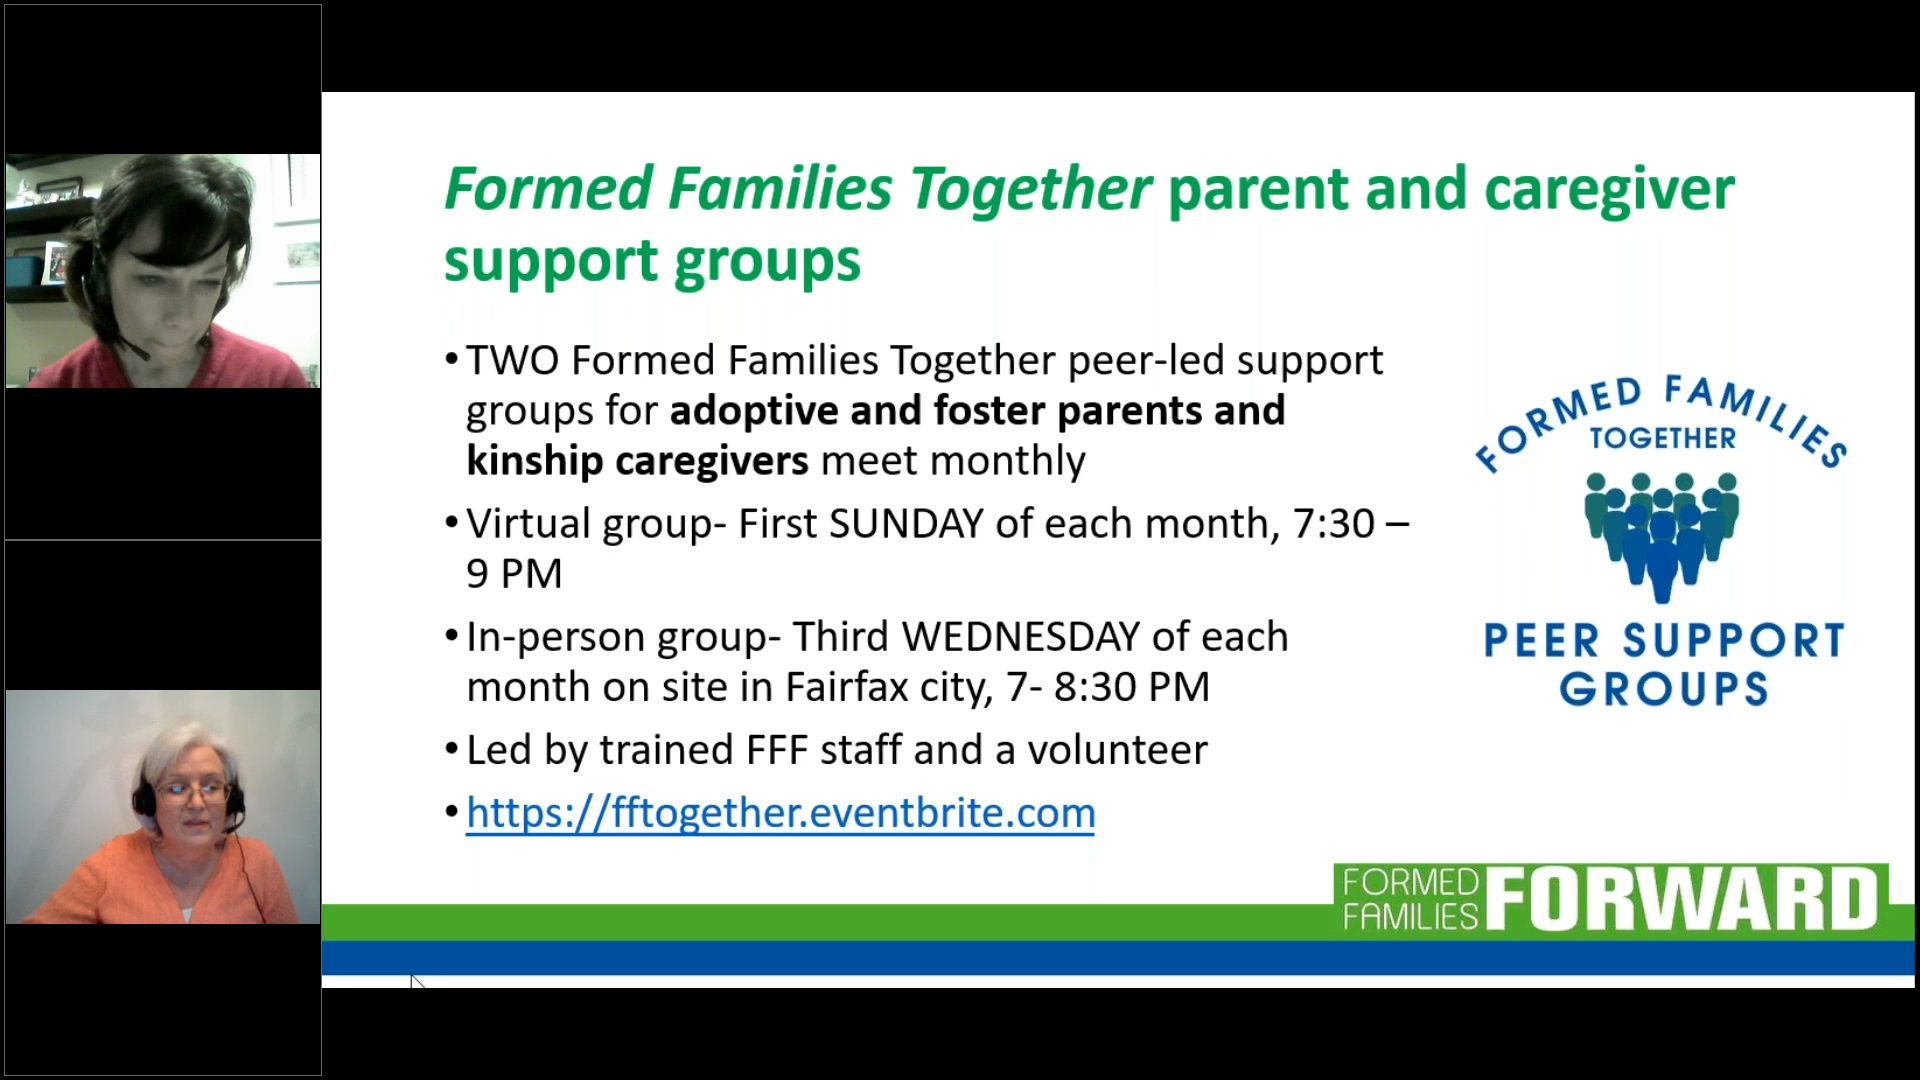 Formed Families Together parent and caregiver
support groups
•TWO Formed Families Together peer-led support
groups for adoptive and foster parents and
kinship caregivers meet monthly
•Virtual group- First SUNDAY of each month, 7:30 –
9 PM
•In-person group- Third WEDNESDAY of each
month on site in Fairfax city, 7- 8:30 PM
•Led by trained FFF staff and a volunteer
•https://fftogether.eventbrite.com
FORMED FAMILIES
TOGETHER
PEER SUPPORT
GROUPS
FORMED
FAMILIES
FORWARD